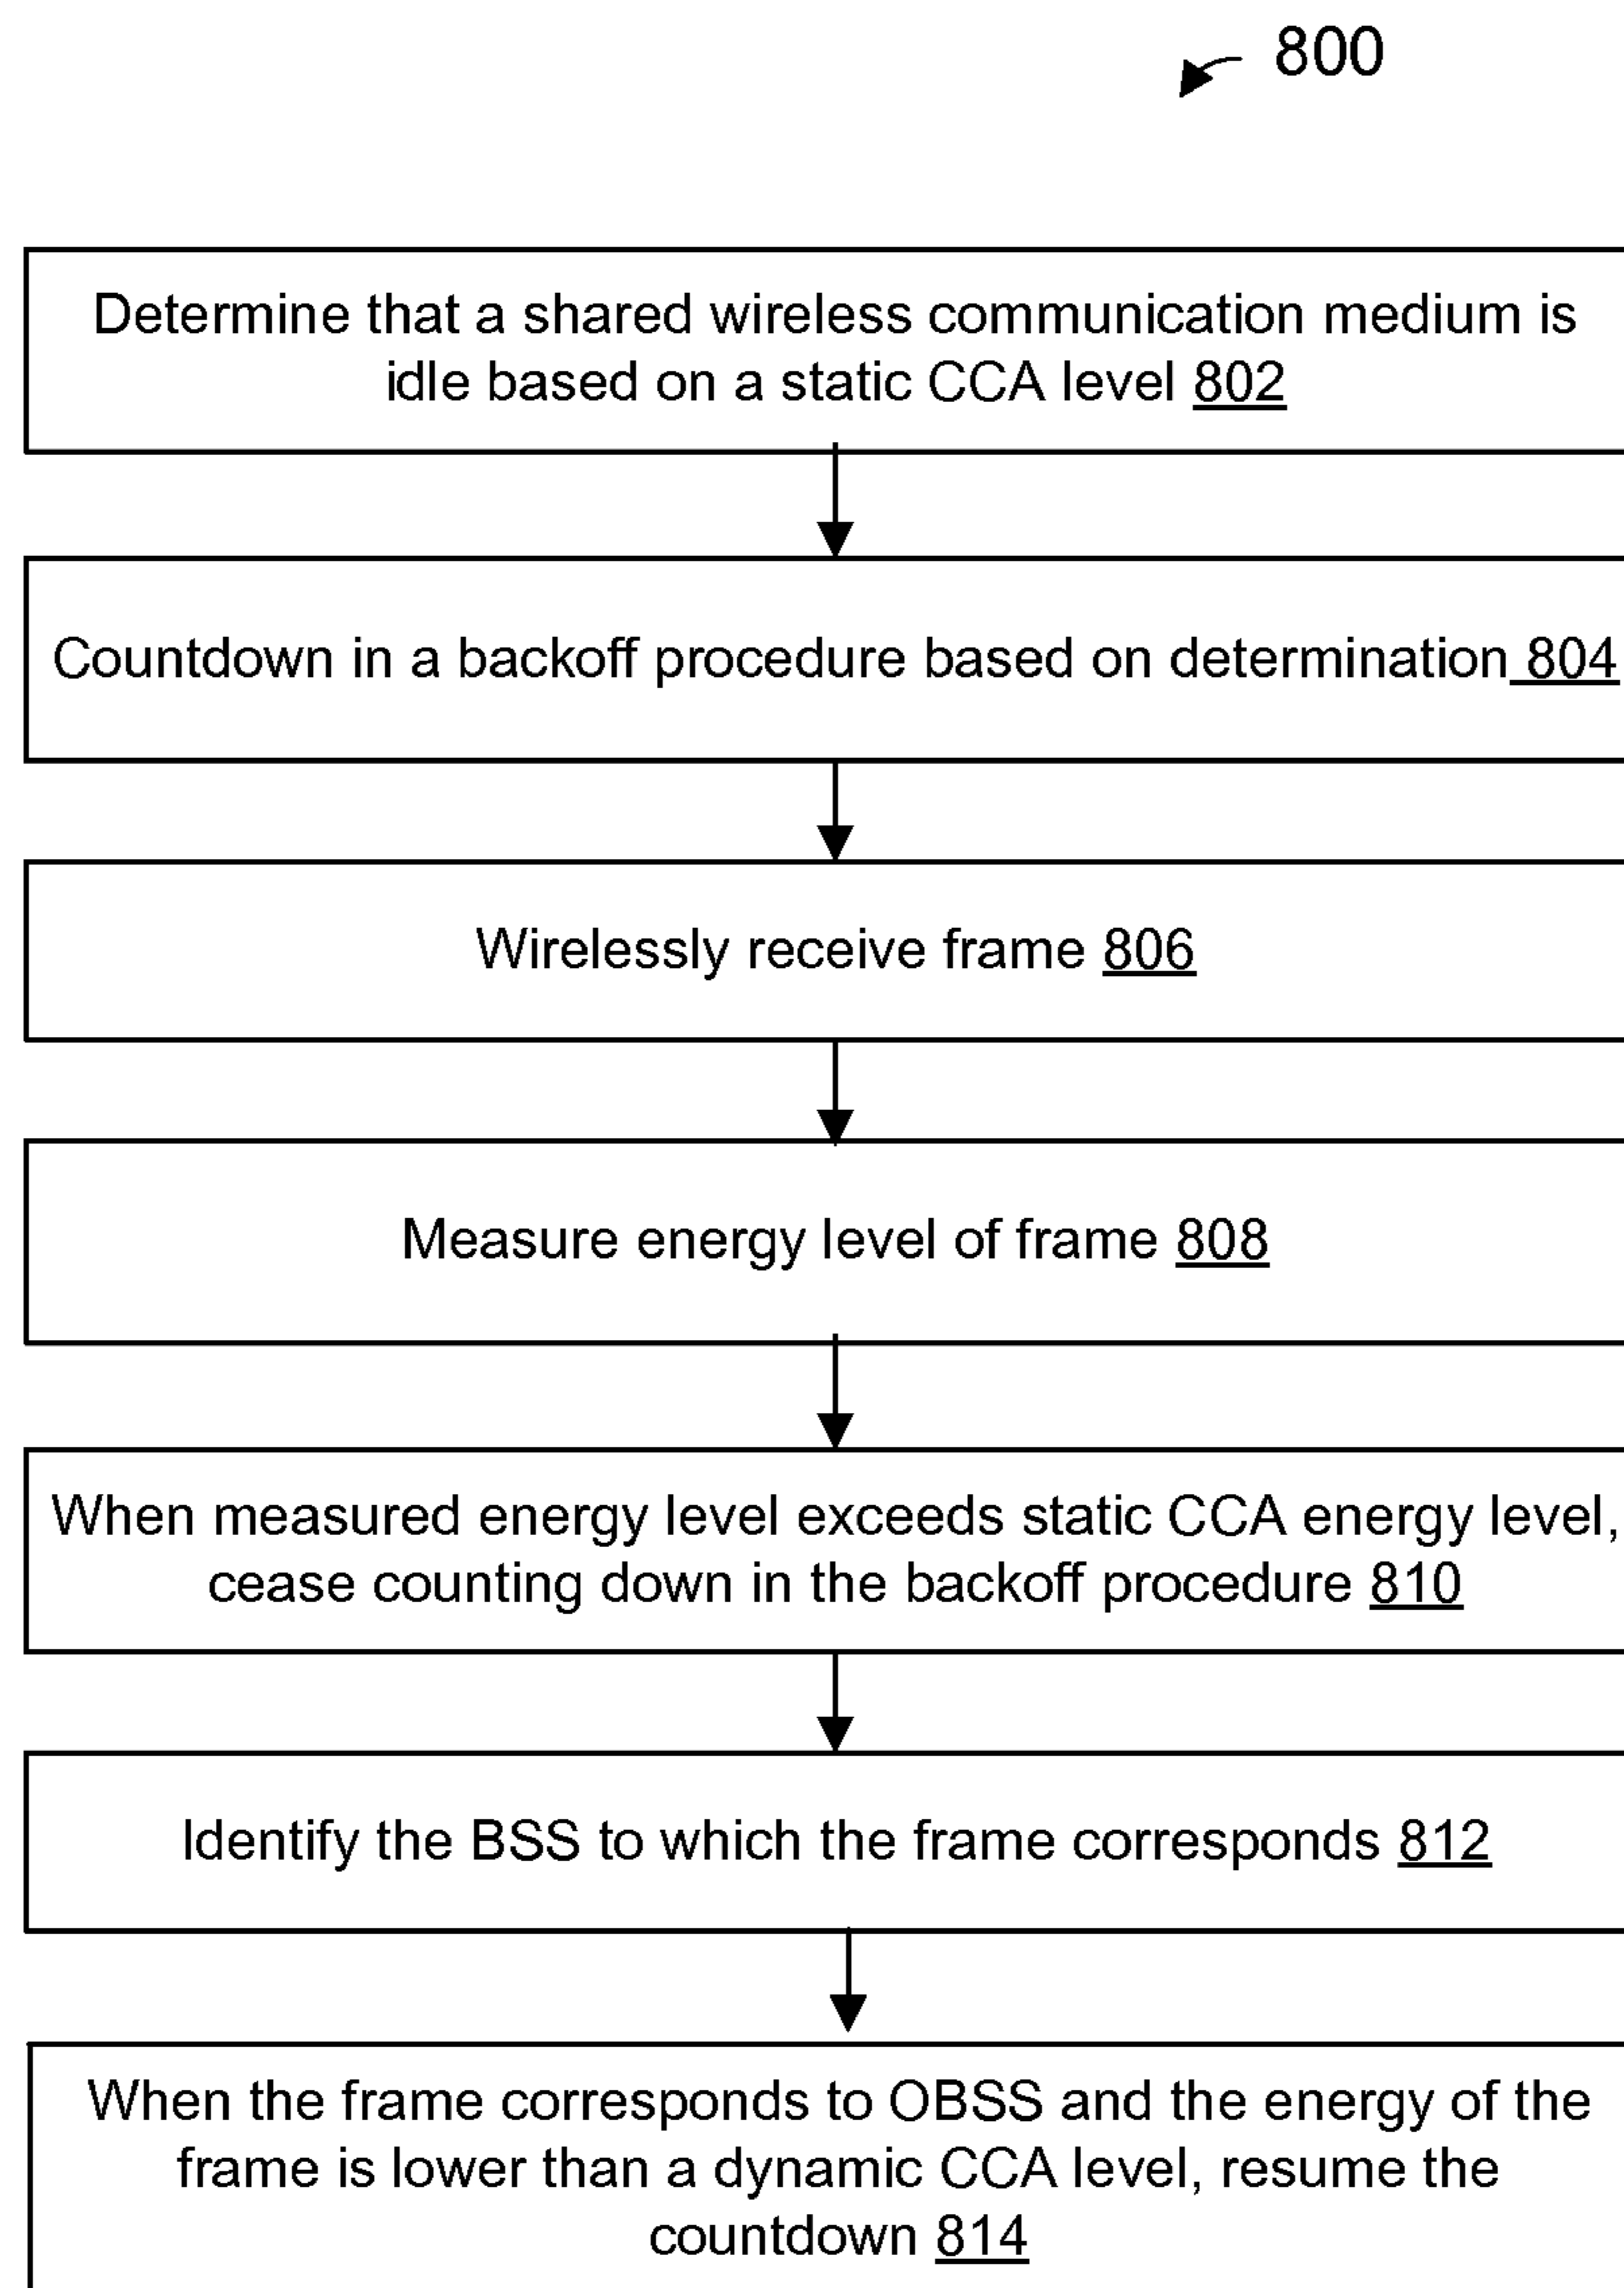 800
Determine that a shared wireless communication medium is
idle based on a static CCA level 802
Countdown in a backoff procedure based on determination 804
Wirelessly receive frame 806
Measure energy level of frame 808
When measured energy level exceeds static CCA energy level,
cease counting down in the backoff procedure 810
Identify the BSS to which the frame corresponds 812
When the frame corresponds to OBSS and the energy of the
frame is lower than a dynamic CCA level, resume the
countdown 814